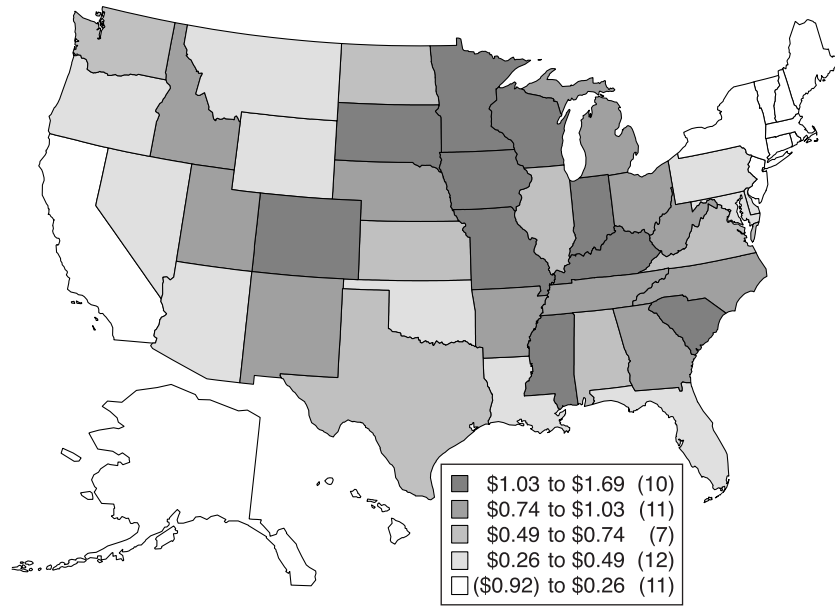 $1.03 to $1.69 (10)
$0.74 to $1.03 (11)
$0.49 to $0.74 (7)
$0.26 to $0.49 (12)
($0.92) to $0.26 (11)